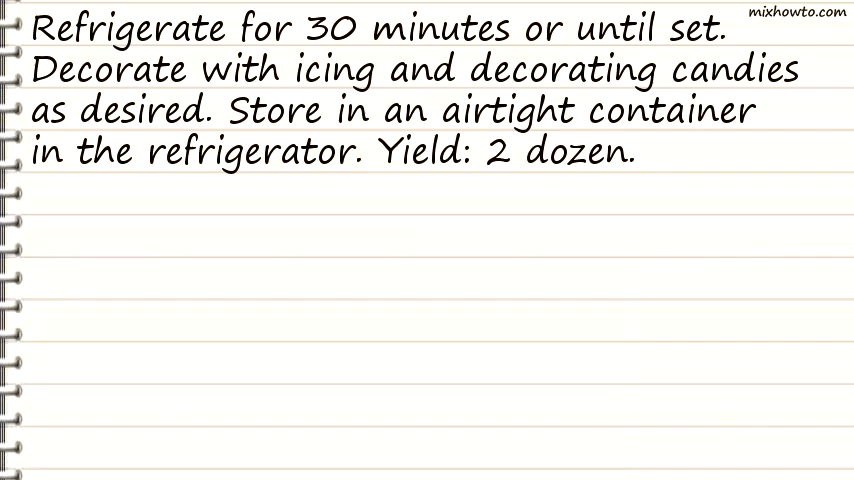 mixhowto.com
Refrigerate for 30 minutes or until set.
Decorate with icing and decorating candies
as desired. Store in an airtight container
in the refrigerator. Yield: 2 dozen.